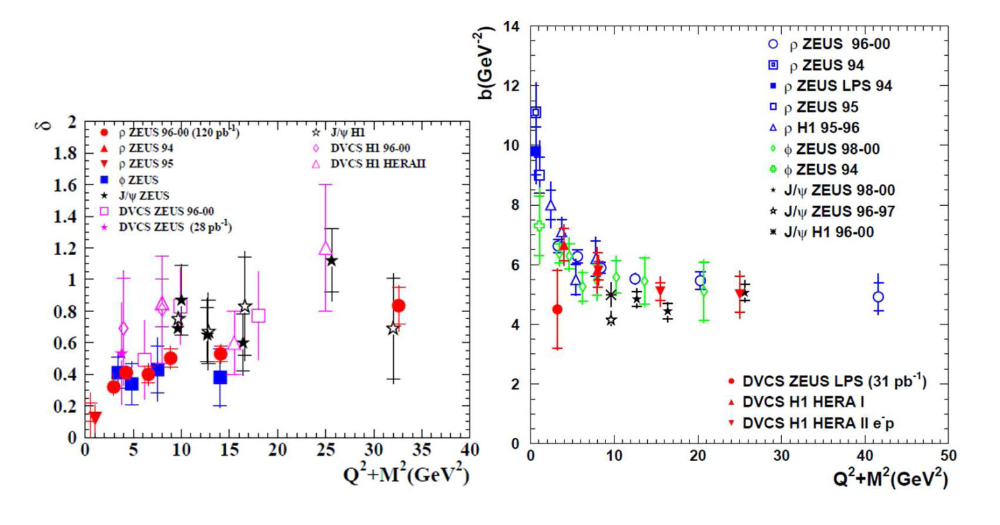 δ
2
1.8
1.6
1.4
1.2
1
0.8
0.6
0.4
0.2
0
ρ ZEUS 96-00 (120 pb⁻¹)
ρ ZEUS 94
ρ ZEUS 95
ϕ ZEUS
J/ψ ZEUS
DVCS ZEUS 96-00
DVCS ZEUS (28 pb⁻¹)
J/ψ H1
DVCS H1 96-00
DVCS H1 HERAII
0 5 10 15 20 25 30 35 40
Q²+M²(GeV²)
b(GeV⁻²)
14
12
10
8
6
4
2
0
ρ ZEUS 96-00
ρ ZEUS 94
ρ ZEUS LPS 94
ρ ZEUS 95
ρ H1 95-96
ϕ ZEUS 98-00
ϕ ZEUS 94
J/ψ ZEUS 98-00
J/ψ ZEUS 96-97
J/ψ H1 96-00
DVCS ZEUS LPS (31 pb⁻¹)
DVCS H1 HERA I
DVCS H1 HERA II e⁻p
0 10 20 30 40 50
Q²+M²(GeV²)